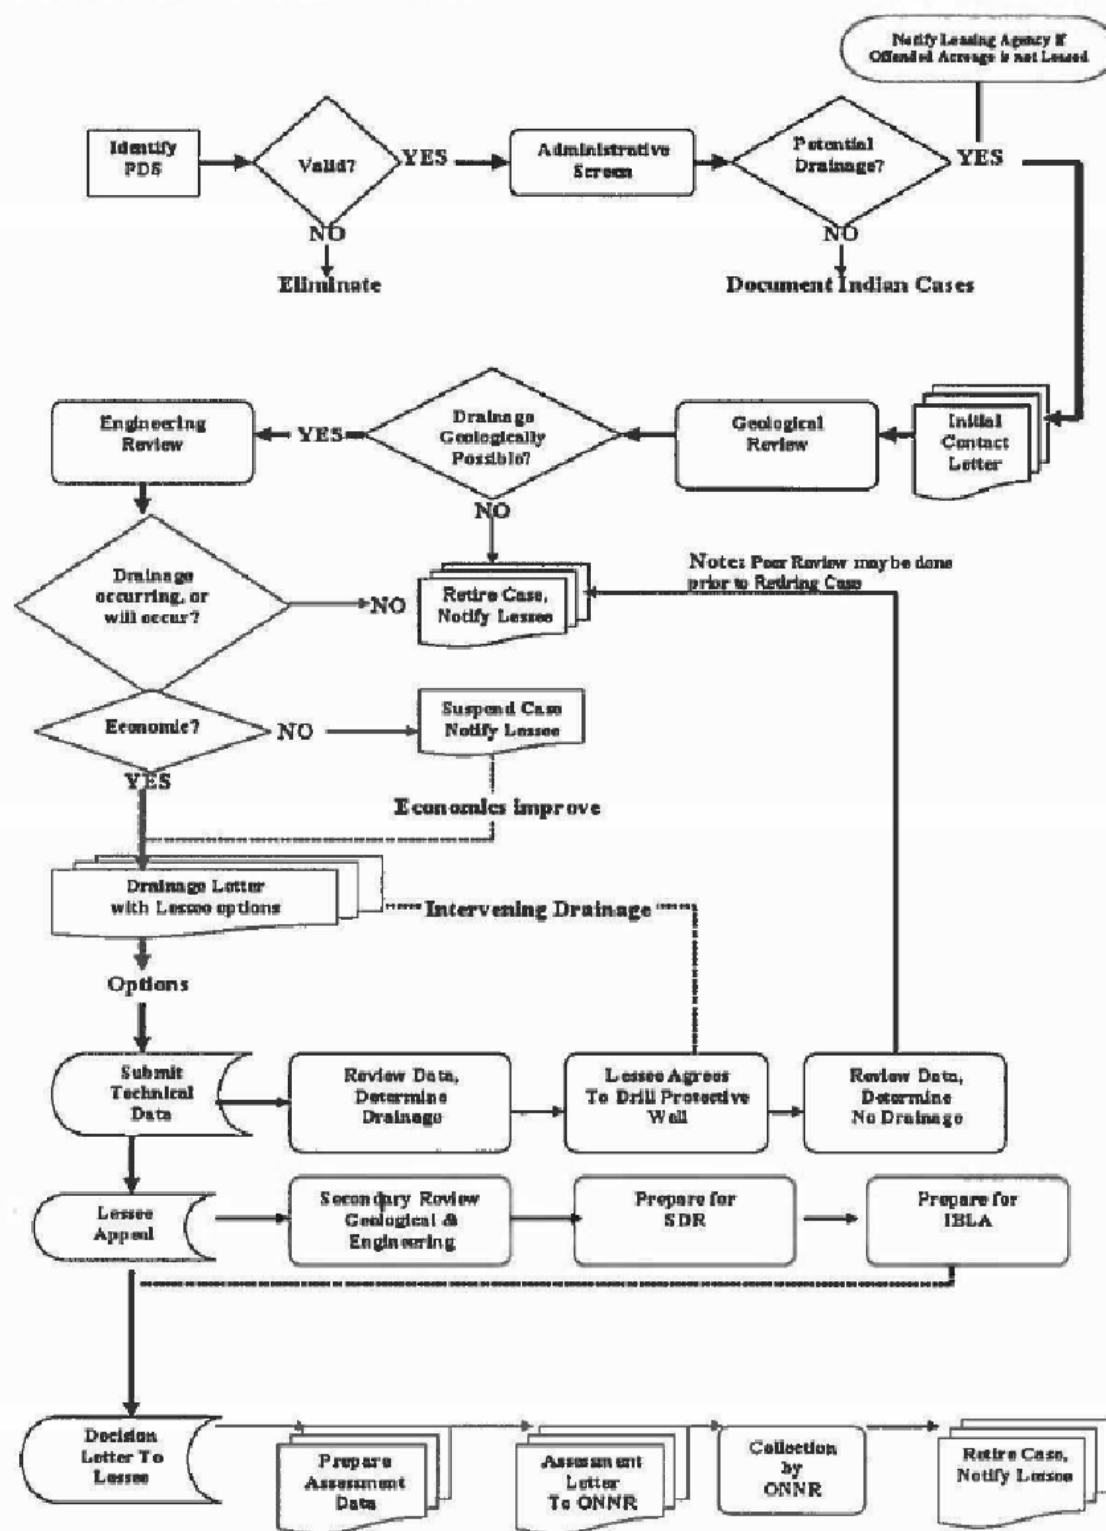 Notify Leasing Agency if
Offended Acreage is not Leased
Identify
PDS
Valid?
YES
Administrative
Screen
Potential
Drainage?
YES
NO
NO
Eliminate
Document Indian Cases
Engineering
Review
YES
Drainage
Geologically
Possible?
Geological
Review
Initial
Contact
Letter
NO
Drainage
occurring, or
will occur?
NO
Retire Case,
Notify Lessee
Note: Peer Review may be done
prior to Retiring Case
Economic?
NO
Suspend Case
Notify Lessee
YES
Economics improve
Drainage Letter
with Lessee options
Intervening Drainage
Options
Submit
Technical
Data
Review Data,
Determine
Drainage
Lessee Agrees
To Drill Protective
Well
Review Data,
Determine
No Drainage
Lessee
Appeal
Secondary Review
Geological &
Engineering
Prepare for
SDR
Prepare for
IBLA
Decision
Letter To
Lessee
Prepare
Assessment
Data
Assessment
Letter
To ONNR
Collection
by
ONNR
Retire Case,
Notify Lessee